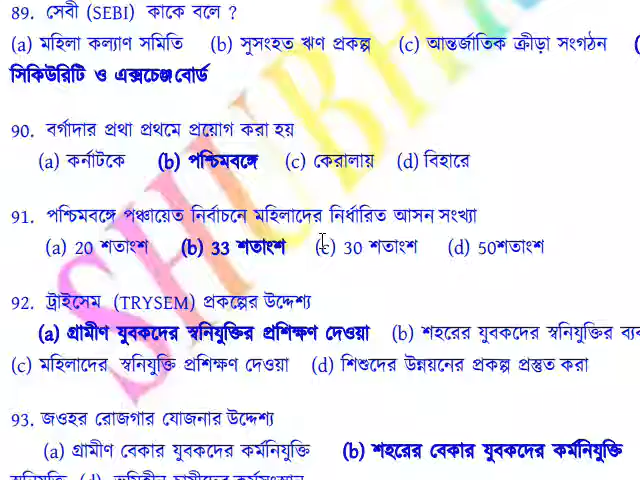 89. সেবী (SEBI) কাকে বলে ?
(a) মহিলা কল্যাণ সমিতি (b) সুসংহত ঋণ প্রকল্প (c) আন্তর্জাতিক ক্রীড়া সংগঠন (
সিকিউরিটি ও এক্সচেঞ্জ বোর্ড
90. বর্গাদার প্রথা প্রথমে প্রয়োগ করা হয়
(a) কর্নাটকে (b) পশ্চিমবঙ্গে (c) কেরালায় (d) বিহারে
91. পশ্চিমবঙ্গে পঞ্চায়েত নির্বাচনে মহিলাদের নির্ধারিত আসন সংখ্যা
(a) 20 শতাংশ (b) 33 শতাংশ (c) 30 শতাংশ (d) 50শতাংশ
92. ট্রাইসেম (TRYSEM) প্রকল্পের উদ্দেশ্য
(a) গ্রামীণ যুবকদের স্বনিযুক্তির প্রশিক্ষণ দেওয়া (b) শহরের যুবকদের স্বনিযুক্তির
(c) মহিলাদের স্বনিযুক্তি প্রশিক্ষণ দেওয়া (d) শিশুদের উন্নয়নের প্রকল্প প্রস্তুত করা
93. জওহর রোজগার যোজনার উদ্দেশ্য
(a) গ্রামীণ বেকার যুবকদের কর্মনিযুক্তি (b) শহরের বেকার যুবকদের কর্মনিযুক্তি
SHUBH